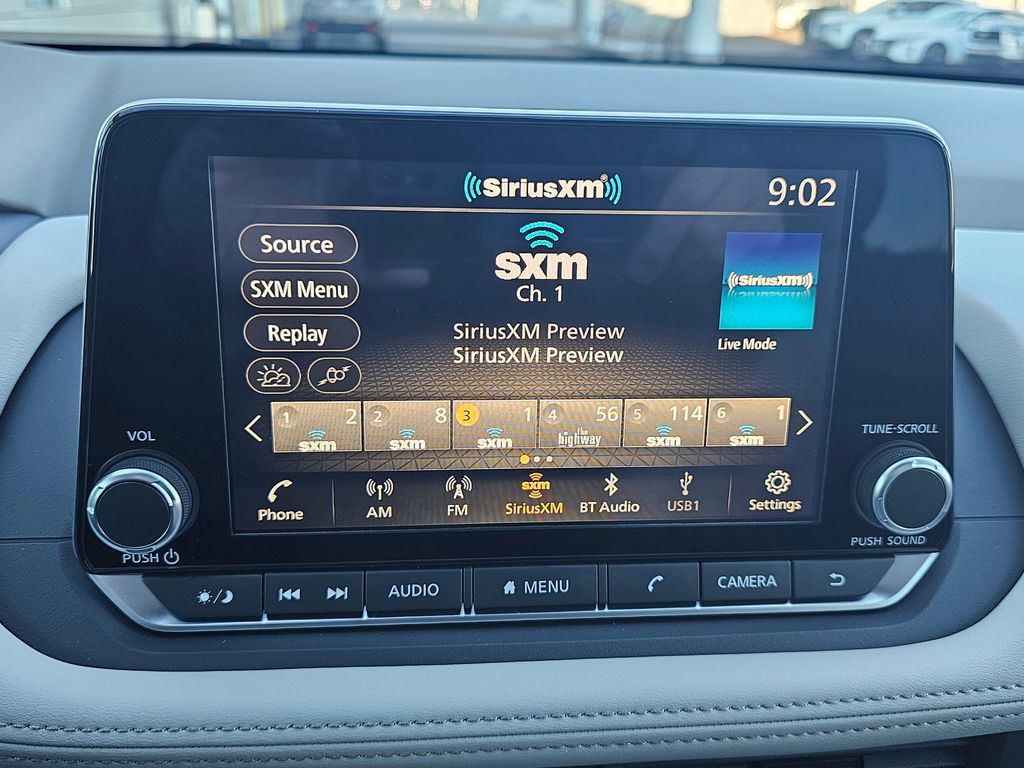 ((SiriusXM®)) 9:02
sxm
Ch. 1
SiriusXM Preview
SiriusXM Preview
Source
SXM Menu
Replay
((SiriusXM))
Live Mode
1 2 sxm
2 8 sxm
3 1 sxm
4 56 the highway
5 114 sxm
6 1 sxm
Phone
AM
FM
sxm
SiriusXM
BT Audio
USB1
Settings
VOL
PUSH
TUNE-SCROLL
PUSH SOUND
AUDIO
MENU
CAMERA